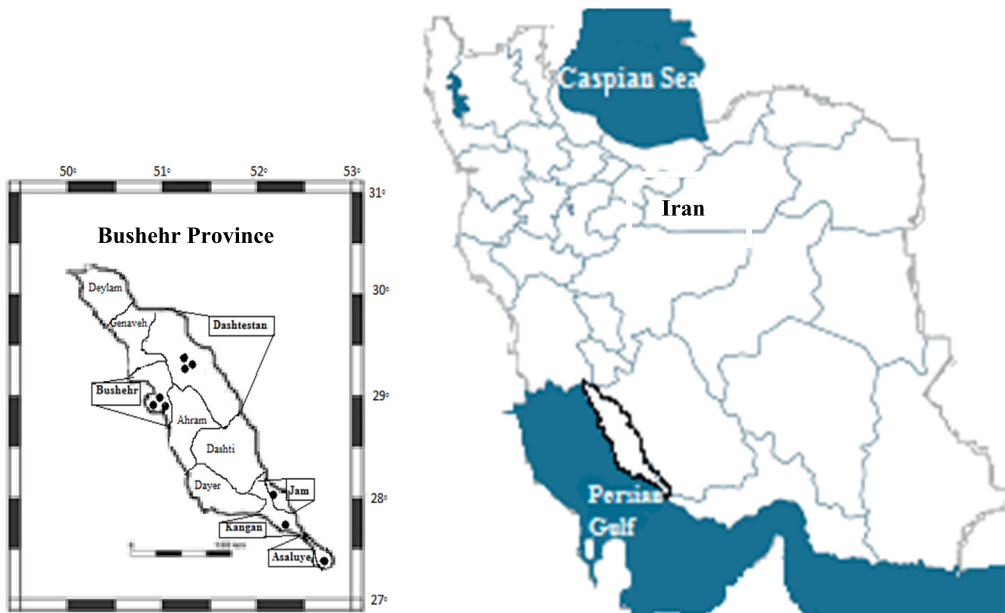 50° 51° 52° 53°
31°
Bushehr Province
Deylam
30°
Genaveh
Dashtestan
Bushehr
29°
Ahram
Dashti
Dayer
Jam
28°
Kangan
Asaluye
27°
Caspian Sea
Iran
Persian
Gulf